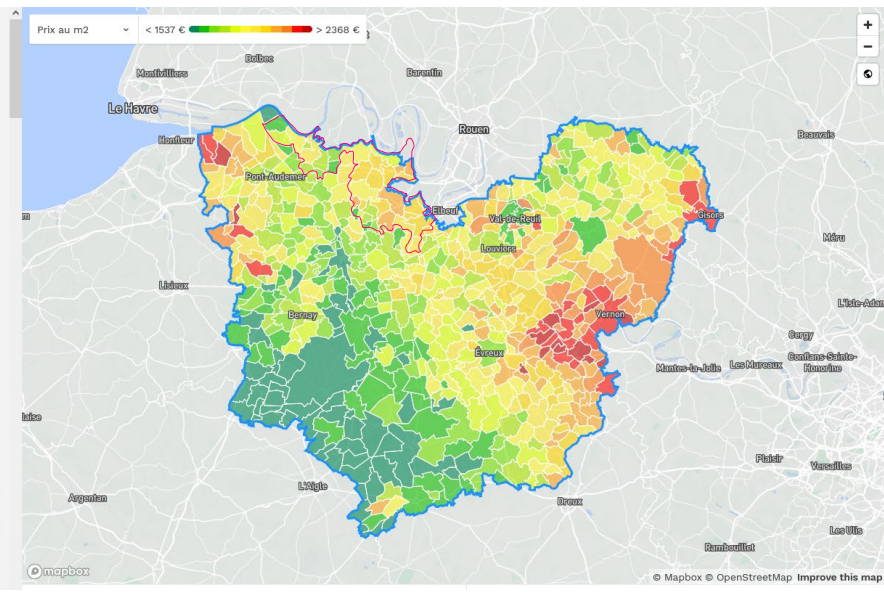 Prix au m2
< 1537 €
> 2368 €
+
−
Bolbec
Montivilliers
Barentin
Le Havre
Honfleur
Rouen
Beauvais
Pont-Audemer
Elbeuf
Val-de-Reuil
Gisors
Louviers
Méru
Lisieux
L'Isle-Adam
Bernay
Vernon
Cergy
Évreux
Mantes-la-Jolie
Les Mureaux
Conflans-Sainte-
Honorine
Plaisir
Versailles
L'Aigle
Argentan
Dreux
Les Ulis
Rambouillet
mapbox
© Mapbox © OpenStreetMap Improve this map